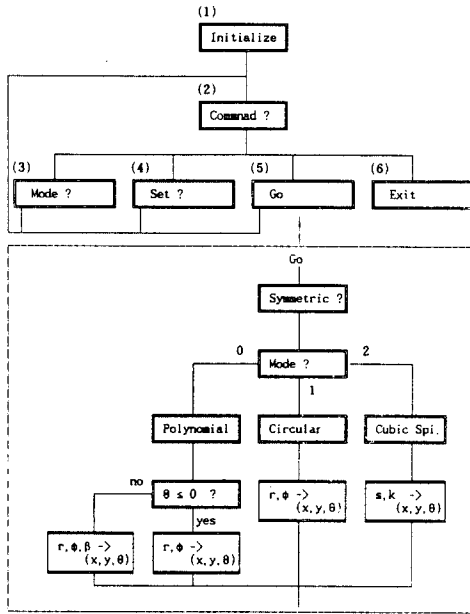 (1)
Initialize
(2)
Commnad ?
(3) (4) (5) (6)
Mode ? Set ? Go Exit
Go
Symmetric ?
0 2
Mode ?
1
Polynomial Circular Cubic Spi.
no
θ ≤ 0 ? r,φ -> s,k ->
(x,y,θ) (x,y,θ)
yes
r,φ,β -> r,φ ->
(x,y,θ) (x,y,θ)